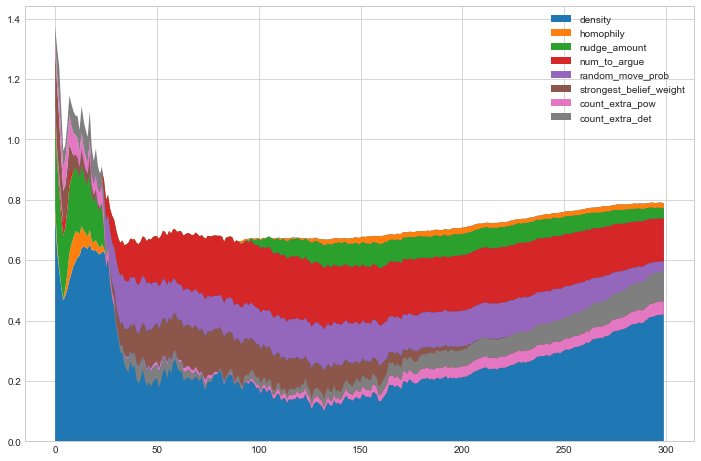 1.4
1.2
1.0
0.8
0.6
0.4
0.2
0.0
0 50 100 150 200 250 300
density
homophily
nudge_amount
num_to_argue
random_move_prob
strongest_belief_weight
count_extra_pow
count_extra_det